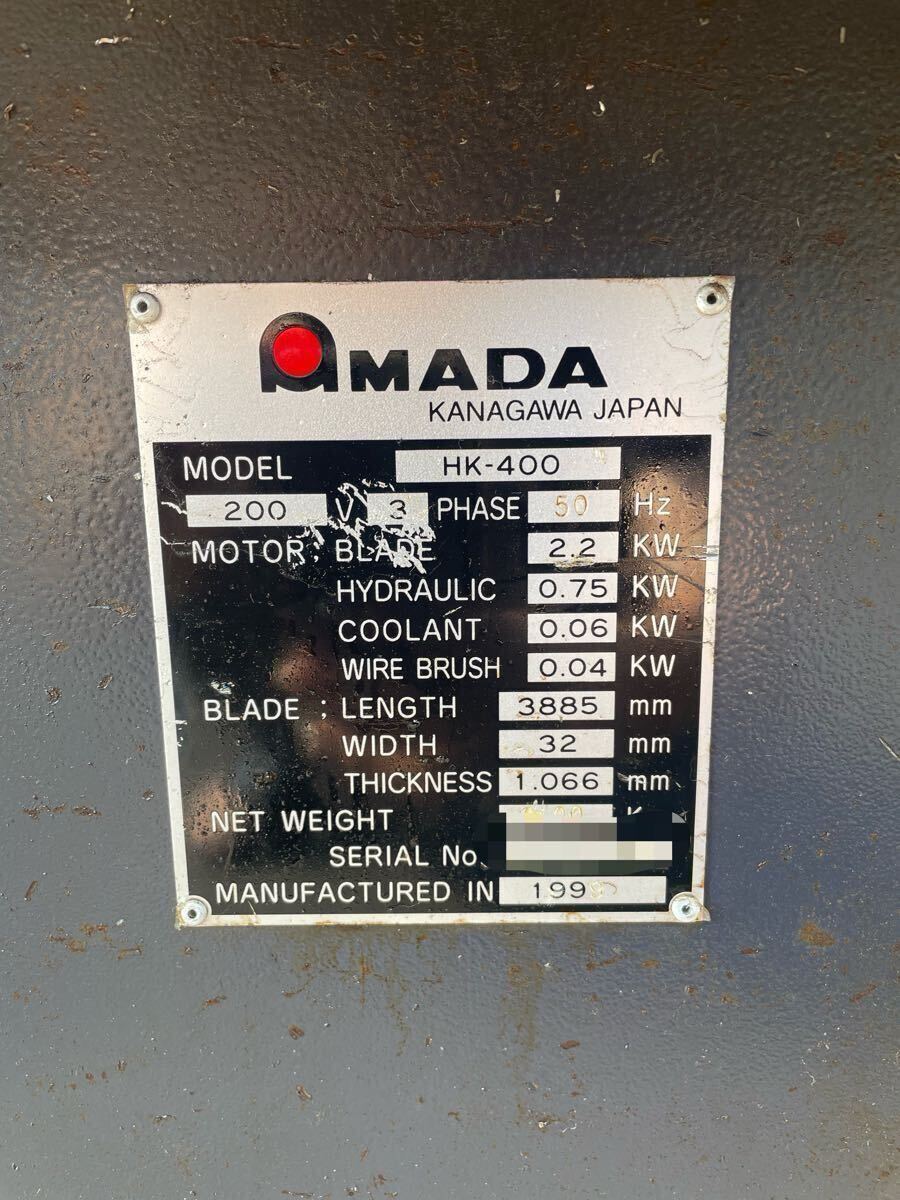 AMADA
KANAGAWA JAPAN
MODEL HK-400
200 V 3 PHASE 50 Hz
MOTOR; BLADE 2.2 KW
HYDRAULIC 0.75 KW
COOLANT 0.06 KW
WIRE BRUSH 0.04 KW
BLADE ; LENGTH 3885 mm
WIDTH 32 mm
THICKNESS 1.066 mm
NET WEIGHT
SERIAL No.
MANUFACTURED IN